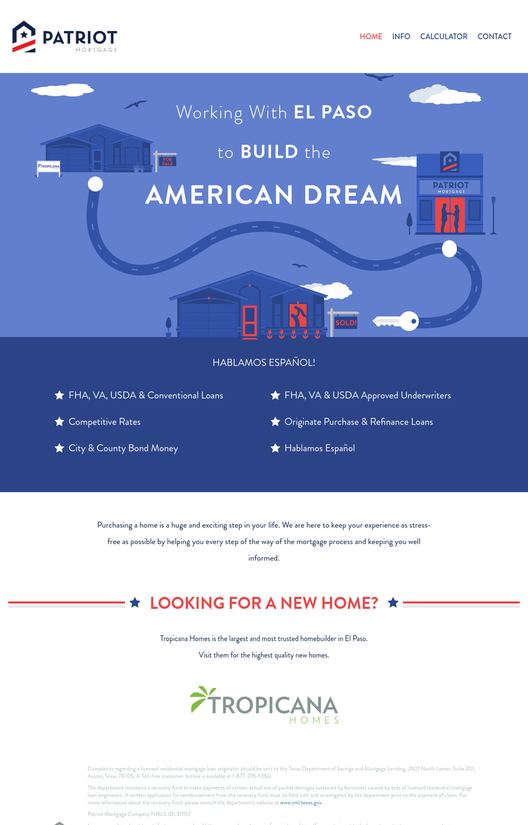 PATRIOT
MORTGAGE
HOME INFO CALCULATOR CONTACT
Working With EL PASO
to BUILD the
AMERICAN DREAM
TROPICANA
FOR SALE
PATRIOT
MORTGAGE
SOLD!
HABLAMOS ESPAÑOL!
FHA, VA, USDA & Conventional Loans
FHA, VA & USDA Approved Underwriters
Competitive Rates
Originate Purchase & Refinance Loans
City & County Bond Money
Hablamos Español
Purchasing a home is a huge and exciting step in your life. We are here to keep your experience as stress-
free as possible by helping you every step of the way of the mortgage process and keeping you well
informed.
LOOKING FOR A NEW HOME?
Tropicana Homes is the largest and most trusted homebuilder in El Paso.
Visit them for the highest quality new homes.
TROPICANA
HOMES
Complaints regarding a licensed residential mortgage loan originator should be sent to the Texas Department of Savings and Mortgage Lending, 2601 North Lamar, Suite 201,
Austin, Texas 78705. A Toll-free consumer hotline is available at 1-877-276-5550.
The department maintains a recovery fund to make payments of certain actual out of pocket damages sustained by borrowers caused by acts of licensed residential mortgage
loan originators. A written application for reimbursement from the recovery fund must be filed with and investigated by the department prior to the payment of claim. For
more information about the recovery fund, please consult the department's website at www.sml.texas.gov.
Patriot Mortgage Company NMLS ID: 311157